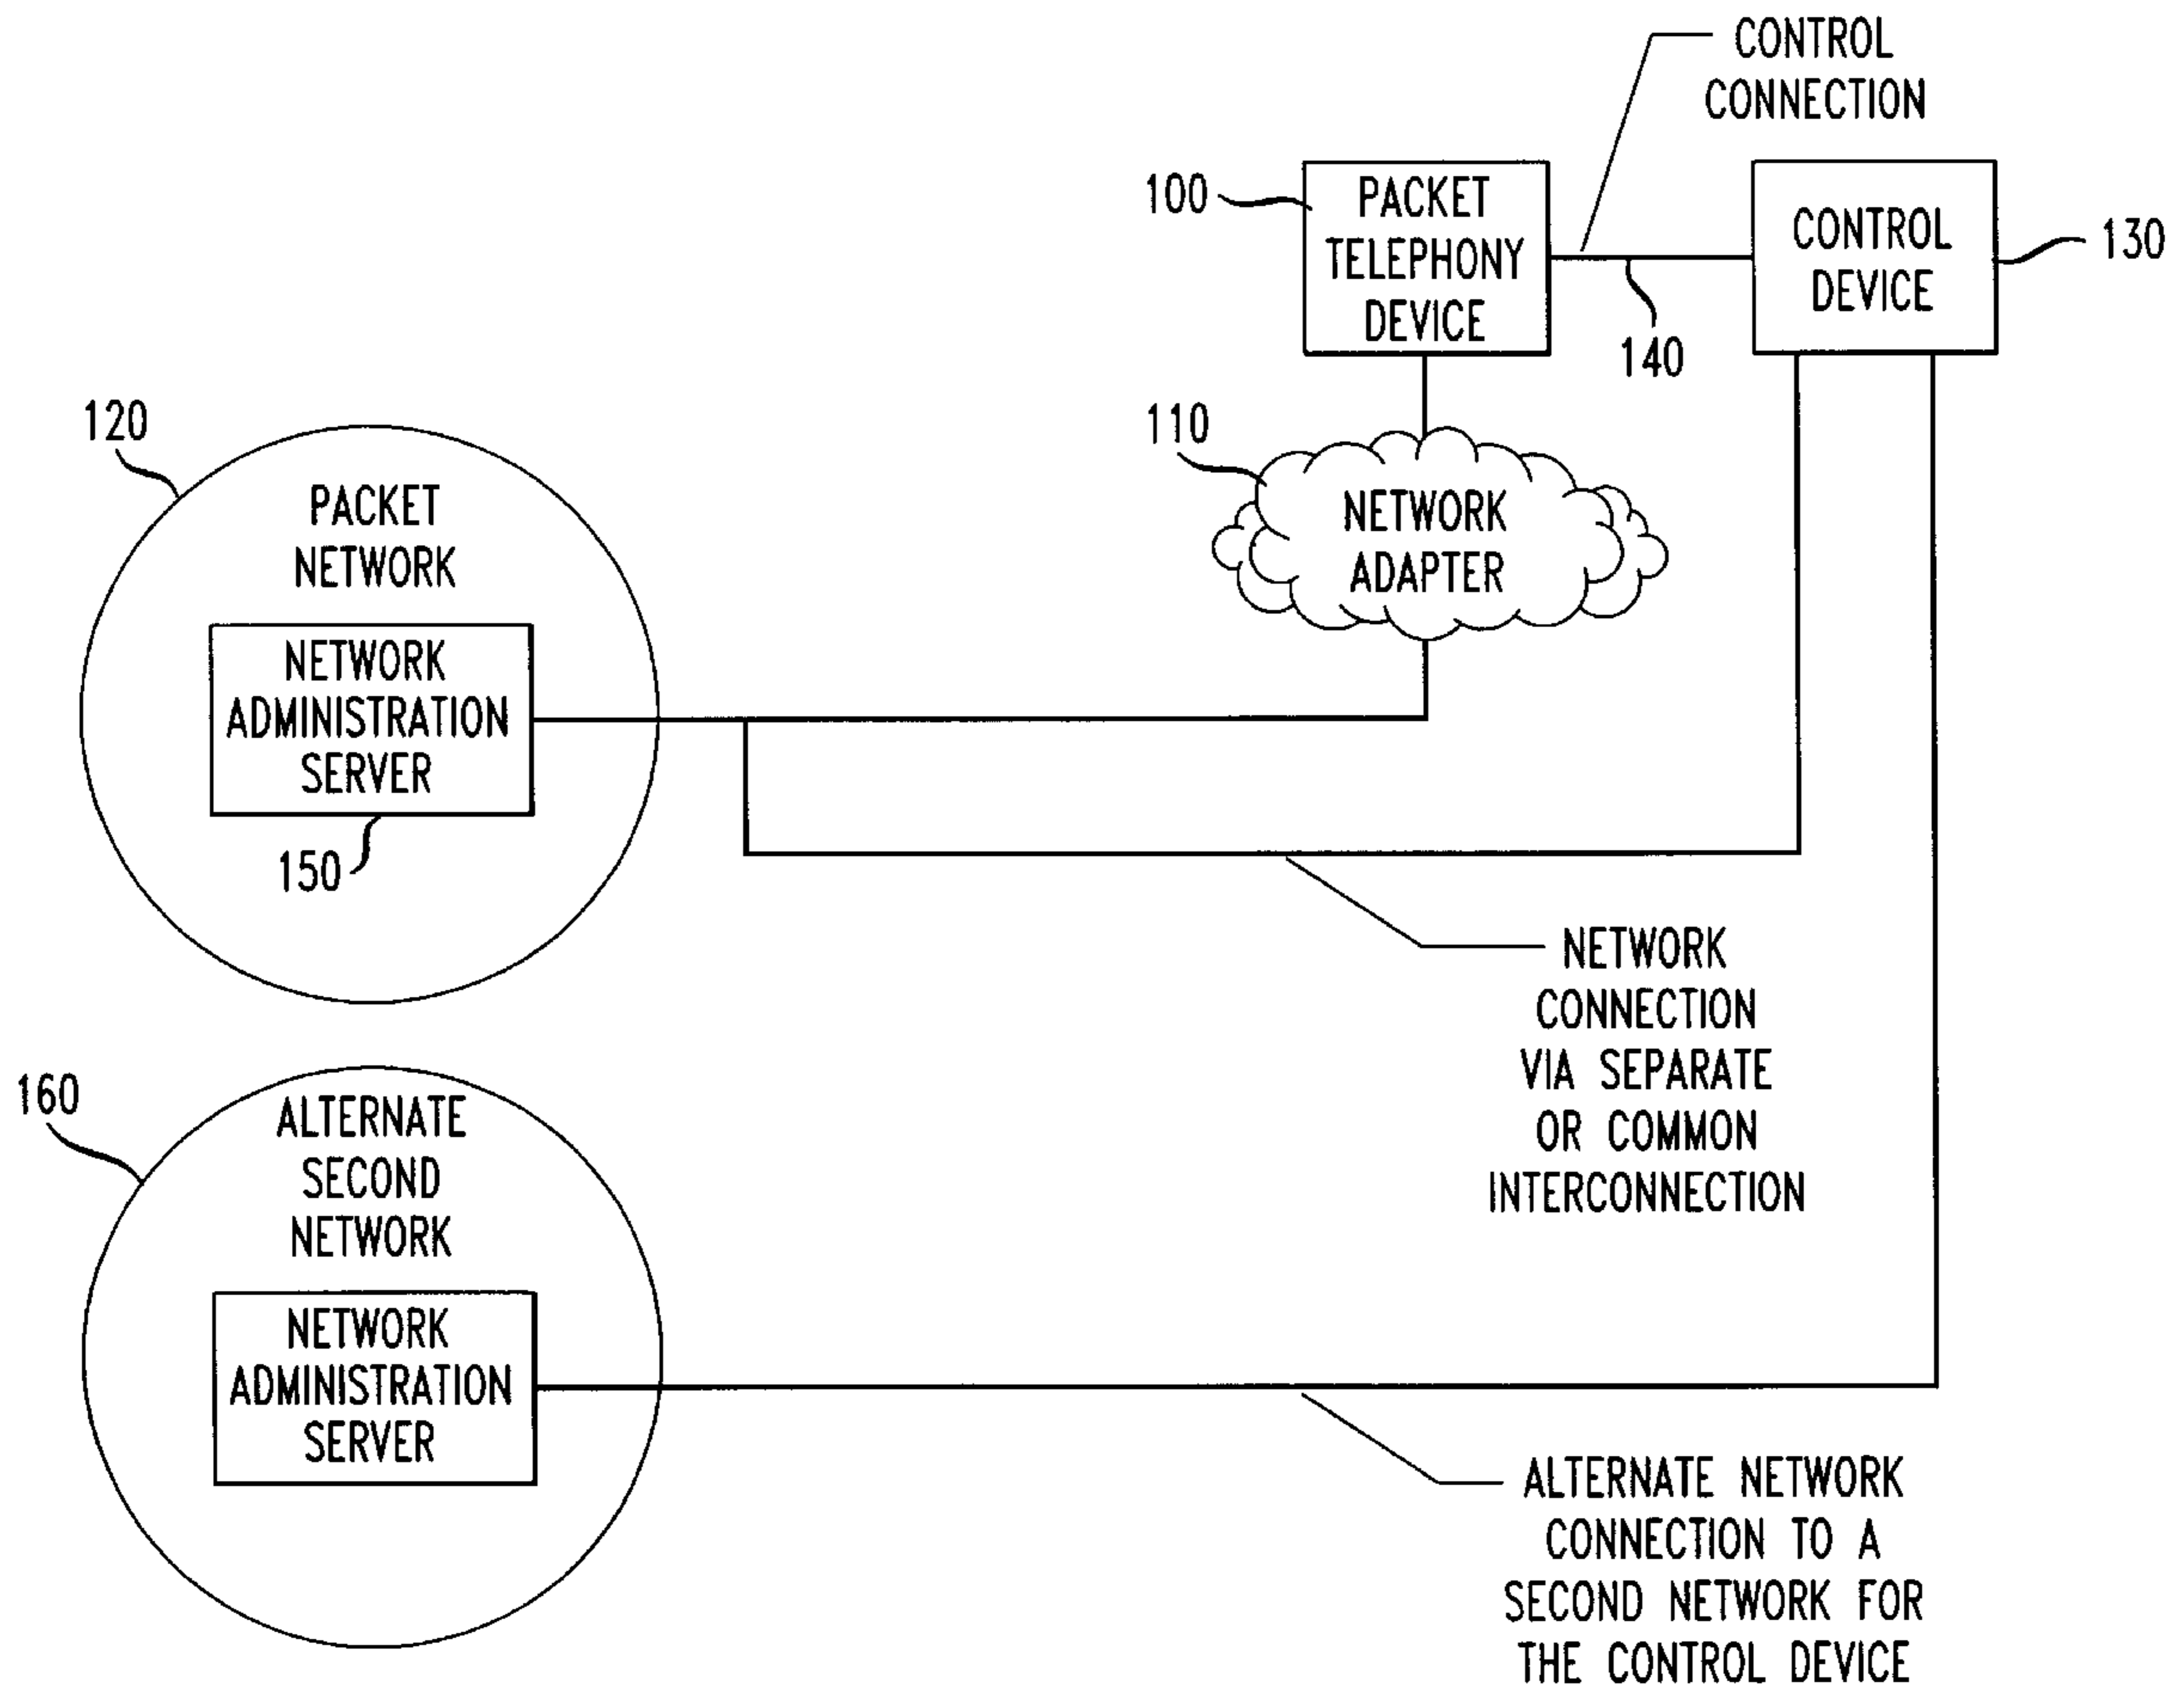 CONTROL
CONNECTION
100
PACKET
TELEPHONY
DEVICE
CONTROL
DEVICE
130
140
110
NETWORK
ADAPTER
120
PACKET
NETWORK
NETWORK
ADMINISTRATION
SERVER
150
NETWORK
CONNECTION
VIA SEPARATE
OR COMMON
INTERCONNECTION
160
ALTERNATE
SECOND
NETWORK
NETWORK
ADMINISTRATION
SERVER
ALTERNATE NETWORK
CONNECTION TO A
SECOND NETWORK FOR
THE CONTROL DEVICE